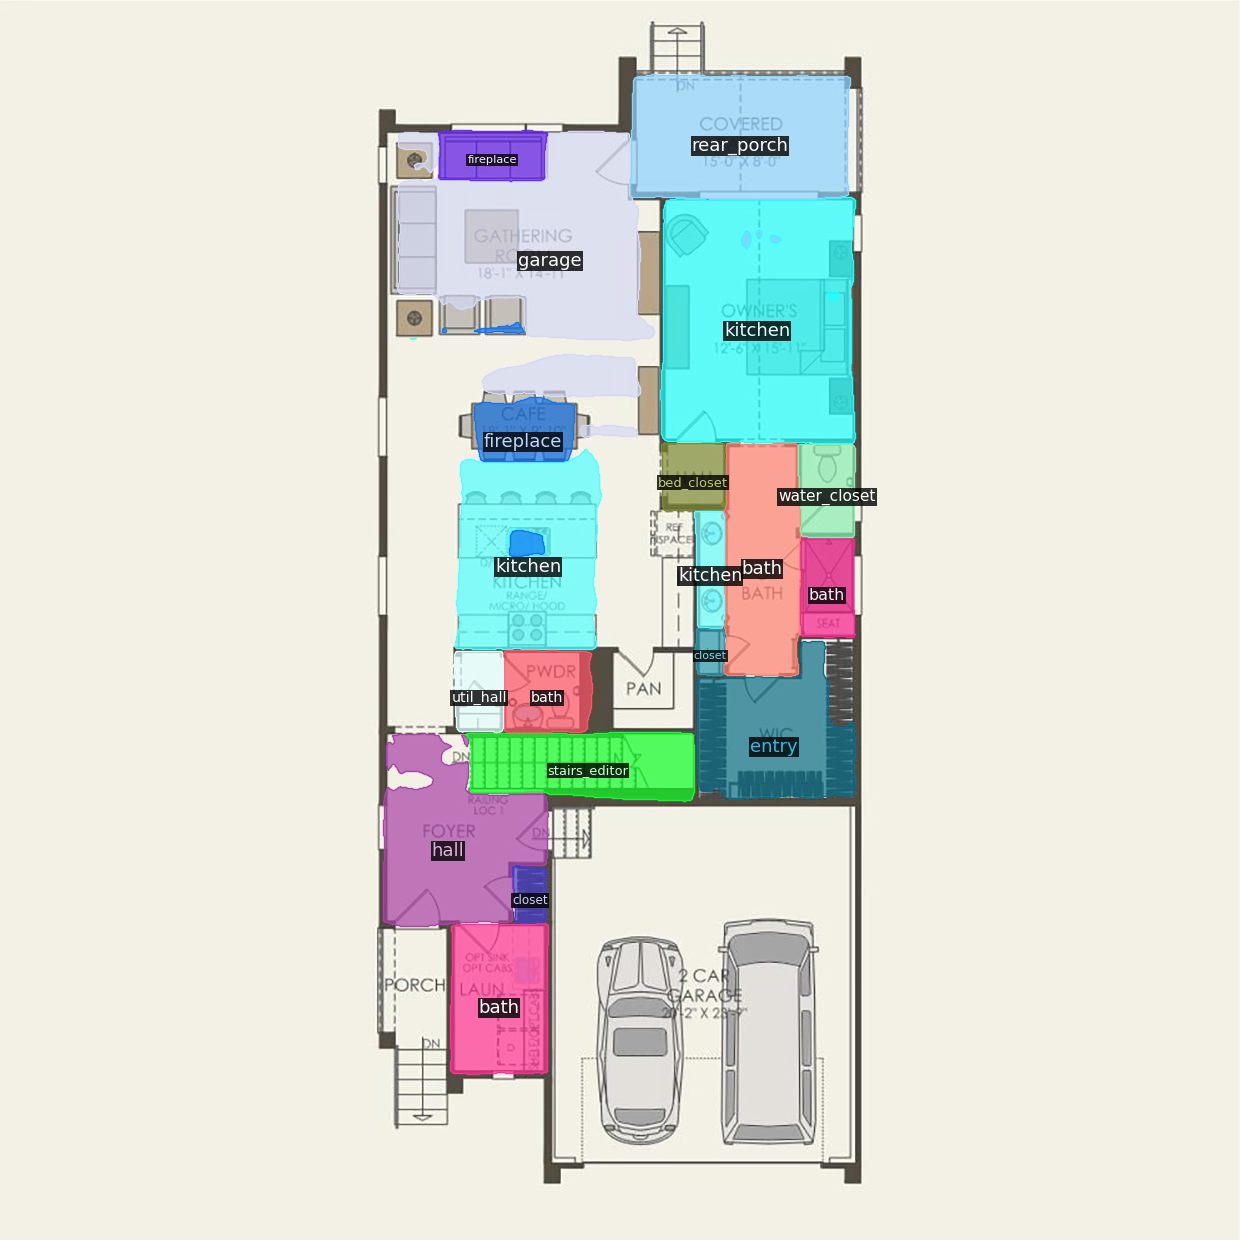 DN
COVERED
rear_porch
15'-0" X 8'-0"
fireplace
GATHERING
garage
18'-1" X 14'-11"
OWNER'S
kitchen
12'-6" X 15'-11"
CAFE
fireplace
bed_closet
water_closet
REF
SPACE
kitchen
KITCHEN
RANGE/
MICRO/ HOOD
kitchen
bath
BATH
bath
SEAT
closet
PWDR
util_hall
bath
PAN
WIC
entry
DN
stairs_editor
RAILING
LOC 1
FOYER
hall
DN
closet
OPT SINK
OPT CABS
PORCH
LAUN
bath
D
DN
2 CAR
GARAGE
20'-2" X 23'-9"